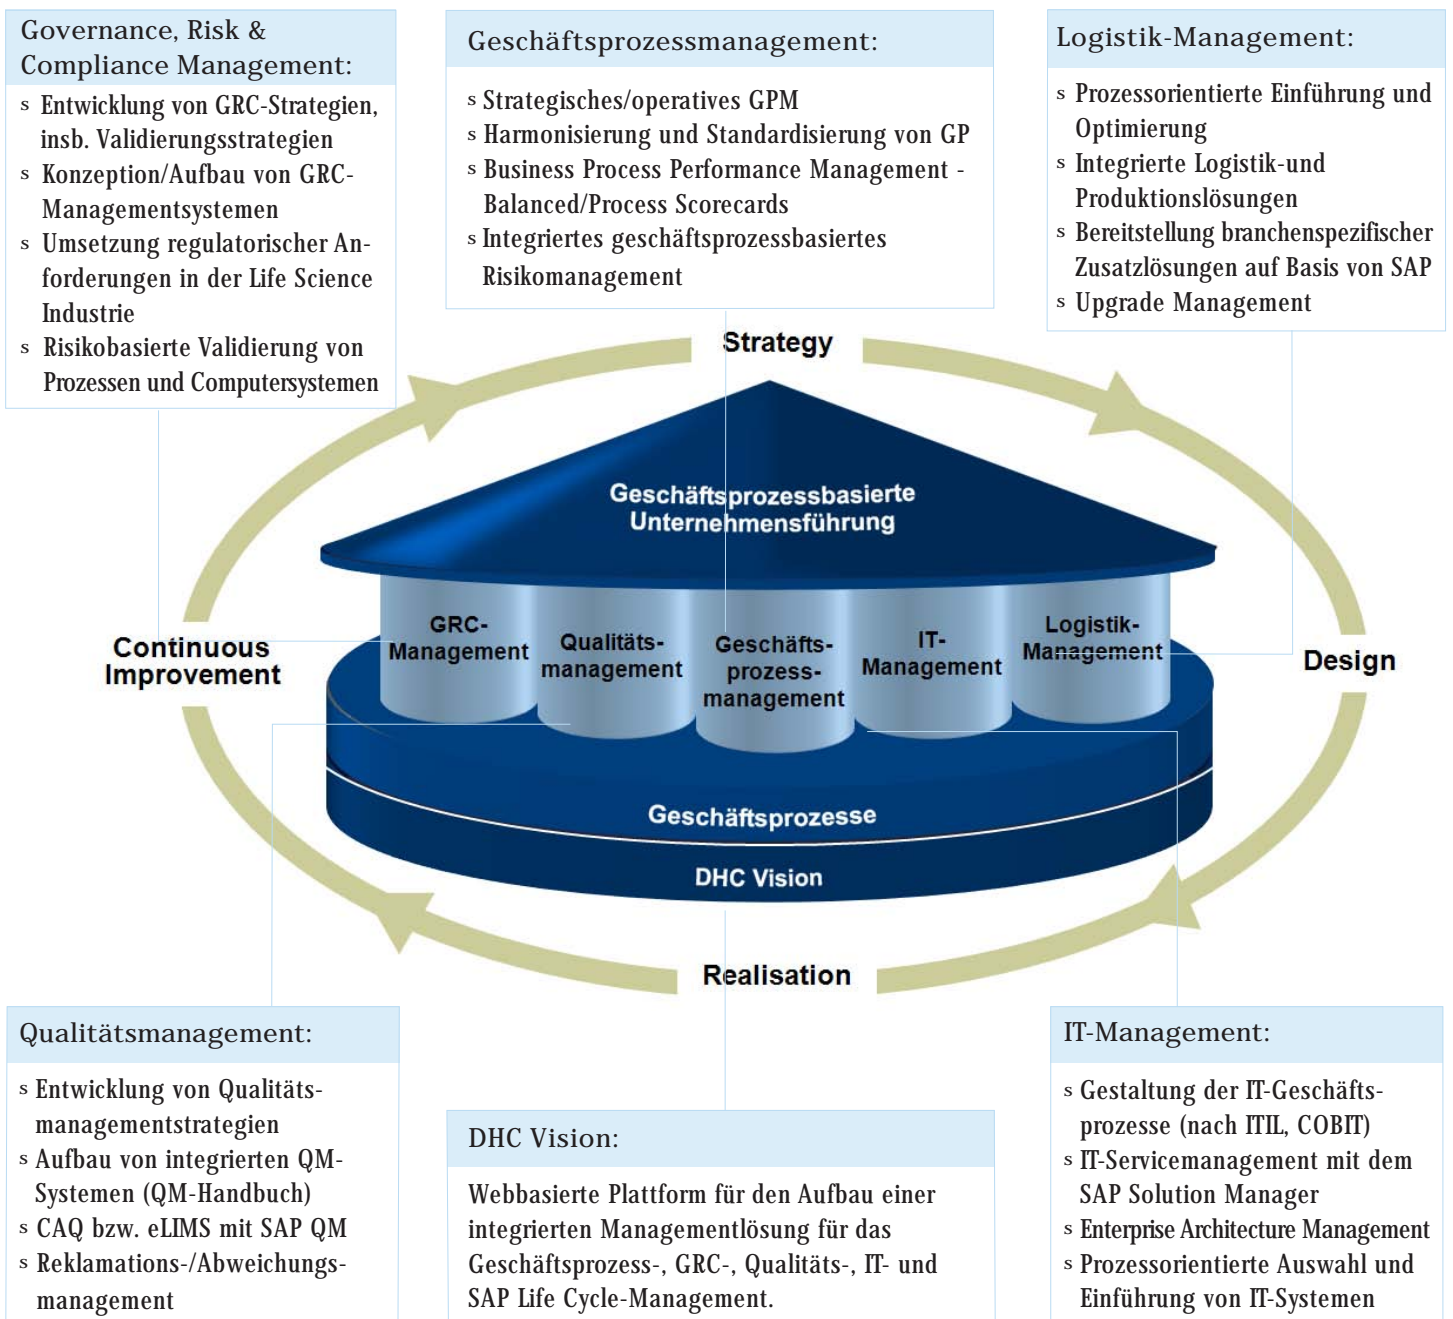 Governance, Risk &
Compliance Management:
s Entwicklung von GRC-Strategien,
insb. Validierungsstrategien
s Konzeption/Aufbau von GRC-
Managementsystemen
s Umsetzung regulatorischer An-
forderungen in der Life Science
Industrie
s Risikobasierte Validierung von
Prozessen und Computersystemen
Geschäftsprozessmanagement:
s Strategisches/operatives GPM
s Harmonisierung und Standardisierung von GP
s Business Process Performance Management -
Balanced/Process Scorecards
s Integriertes geschäftsprozessbasiertes
Risikomanagement
Logistik-Management:
s Prozessorientierte Einführung und
Optimierung
s Integrierte Logistik-und
Produktionslösungen
s Bereitstellung branchenspezifischer
Zusatzlösungen auf Basis von SAP
s Upgrade Management
Strategy
Geschäftsprozessbasierte
Unternehmensführung
GRC-
Management
Qualitäts-
management
Geschäfts-
prozess-
management
IT-
Management
Logistik-
Management
Continuous
Improvement
Design
Geschäftsprozesse
DHC Vision
Realisation
Qualitätsmanagement:
s Entwicklung von Qualitäts-
managementstrategien
s Aufbau von integrierten QM-
Systemen (QM-Handbuch)
s CAQ bzw. eLIMS mit SAP QM
s Reklamations-/Abweichungs-
management
DHC Vision:
Webbasierte Plattform für den Aufbau einer
integrierten Managementlösung für das
Geschäftsprozess-, GRC-, Qualitäts-, IT- und
SAP Life Cycle-Management.
IT-Management:
s Gestaltung der IT-Geschäfts-
prozesse (nach ITIL, COBIT)
s IT-Servicemanagement mit dem
SAP Solution Manager
s Enterprise Architecture Management
s Prozessorientierte Auswahl und
Einführung von IT-Systemen